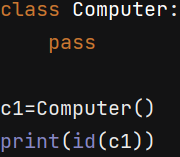 class Computer:
    pass
c1=Computer()
print(id(c1))